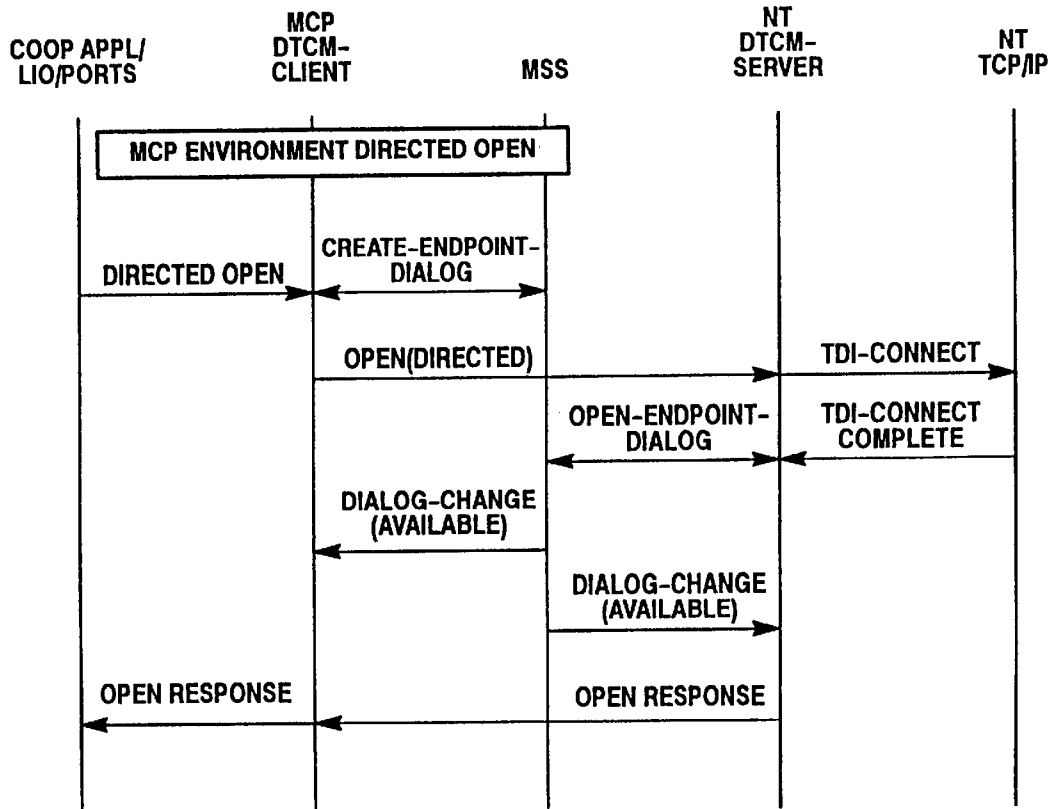 COOP APPL/
LIO/PORTS
MCP
DTCM-
CLIENT
MSS
NT
DTCM-
SERVER
NT
TCP/IP
MCP ENVIRONMENT DIRECTED OPEN
DIRECTED OPEN
CREATE-ENDPOINT-
DIALOG
OPEN(DIRECTED)
TDI-CONNECT
OPEN-ENDPOINT-
DIALOG
TDI-CONNECT
COMPLETE
DIALOG-CHANGE
(AVAILABLE)
DIALOG-CHANGE
(AVAILABLE)
OPEN RESPONSE
OPEN RESPONSE